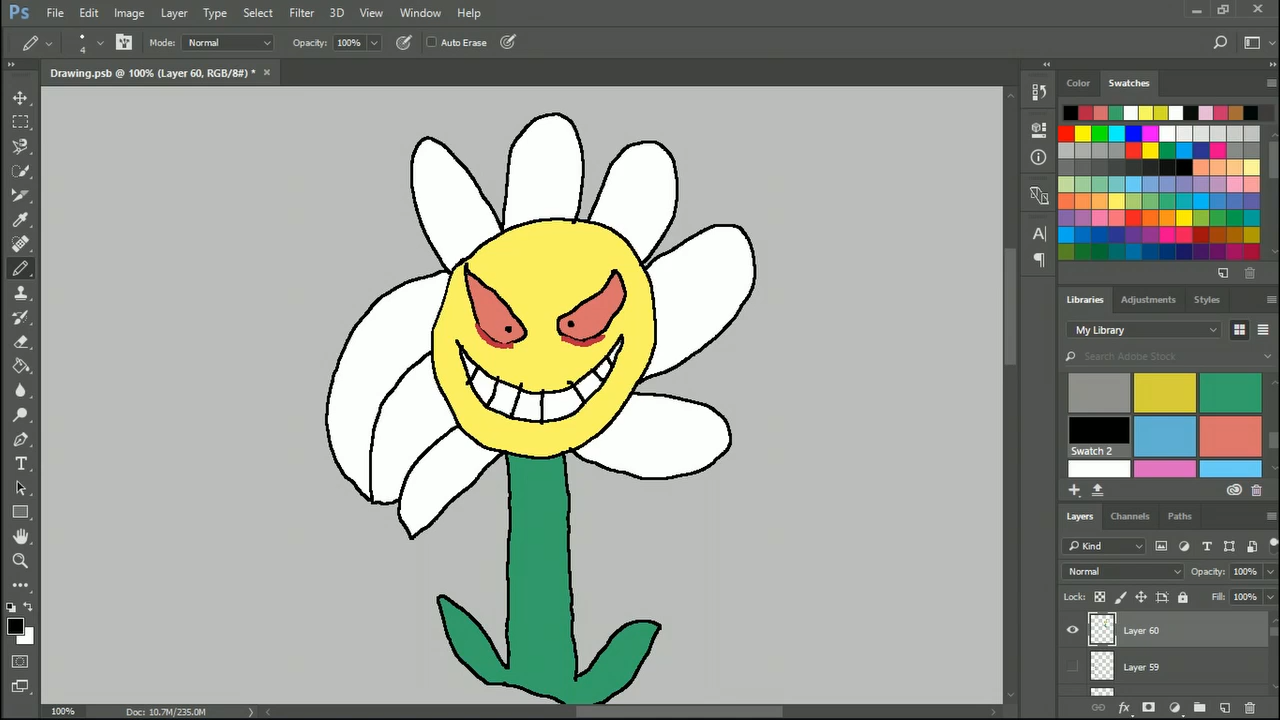 Ps File Edit Image Layer Type Select Filter 3D View Window Help
4 Mode: Normal Opacity: 100% Auto Erase
Drawing.psb @ 100% (Layer 60, RGB/8#) * ×
Color Swatches
Libraries Adjustments Styles
My Library
Search Adobe Stock
Swatch 2
Layers Channels Paths
Kind
Normal Opacity: 100%
Lock: Fill: 100%
Layer 60
Layer 59
fx
100% Doc: 10.7M/235.0M